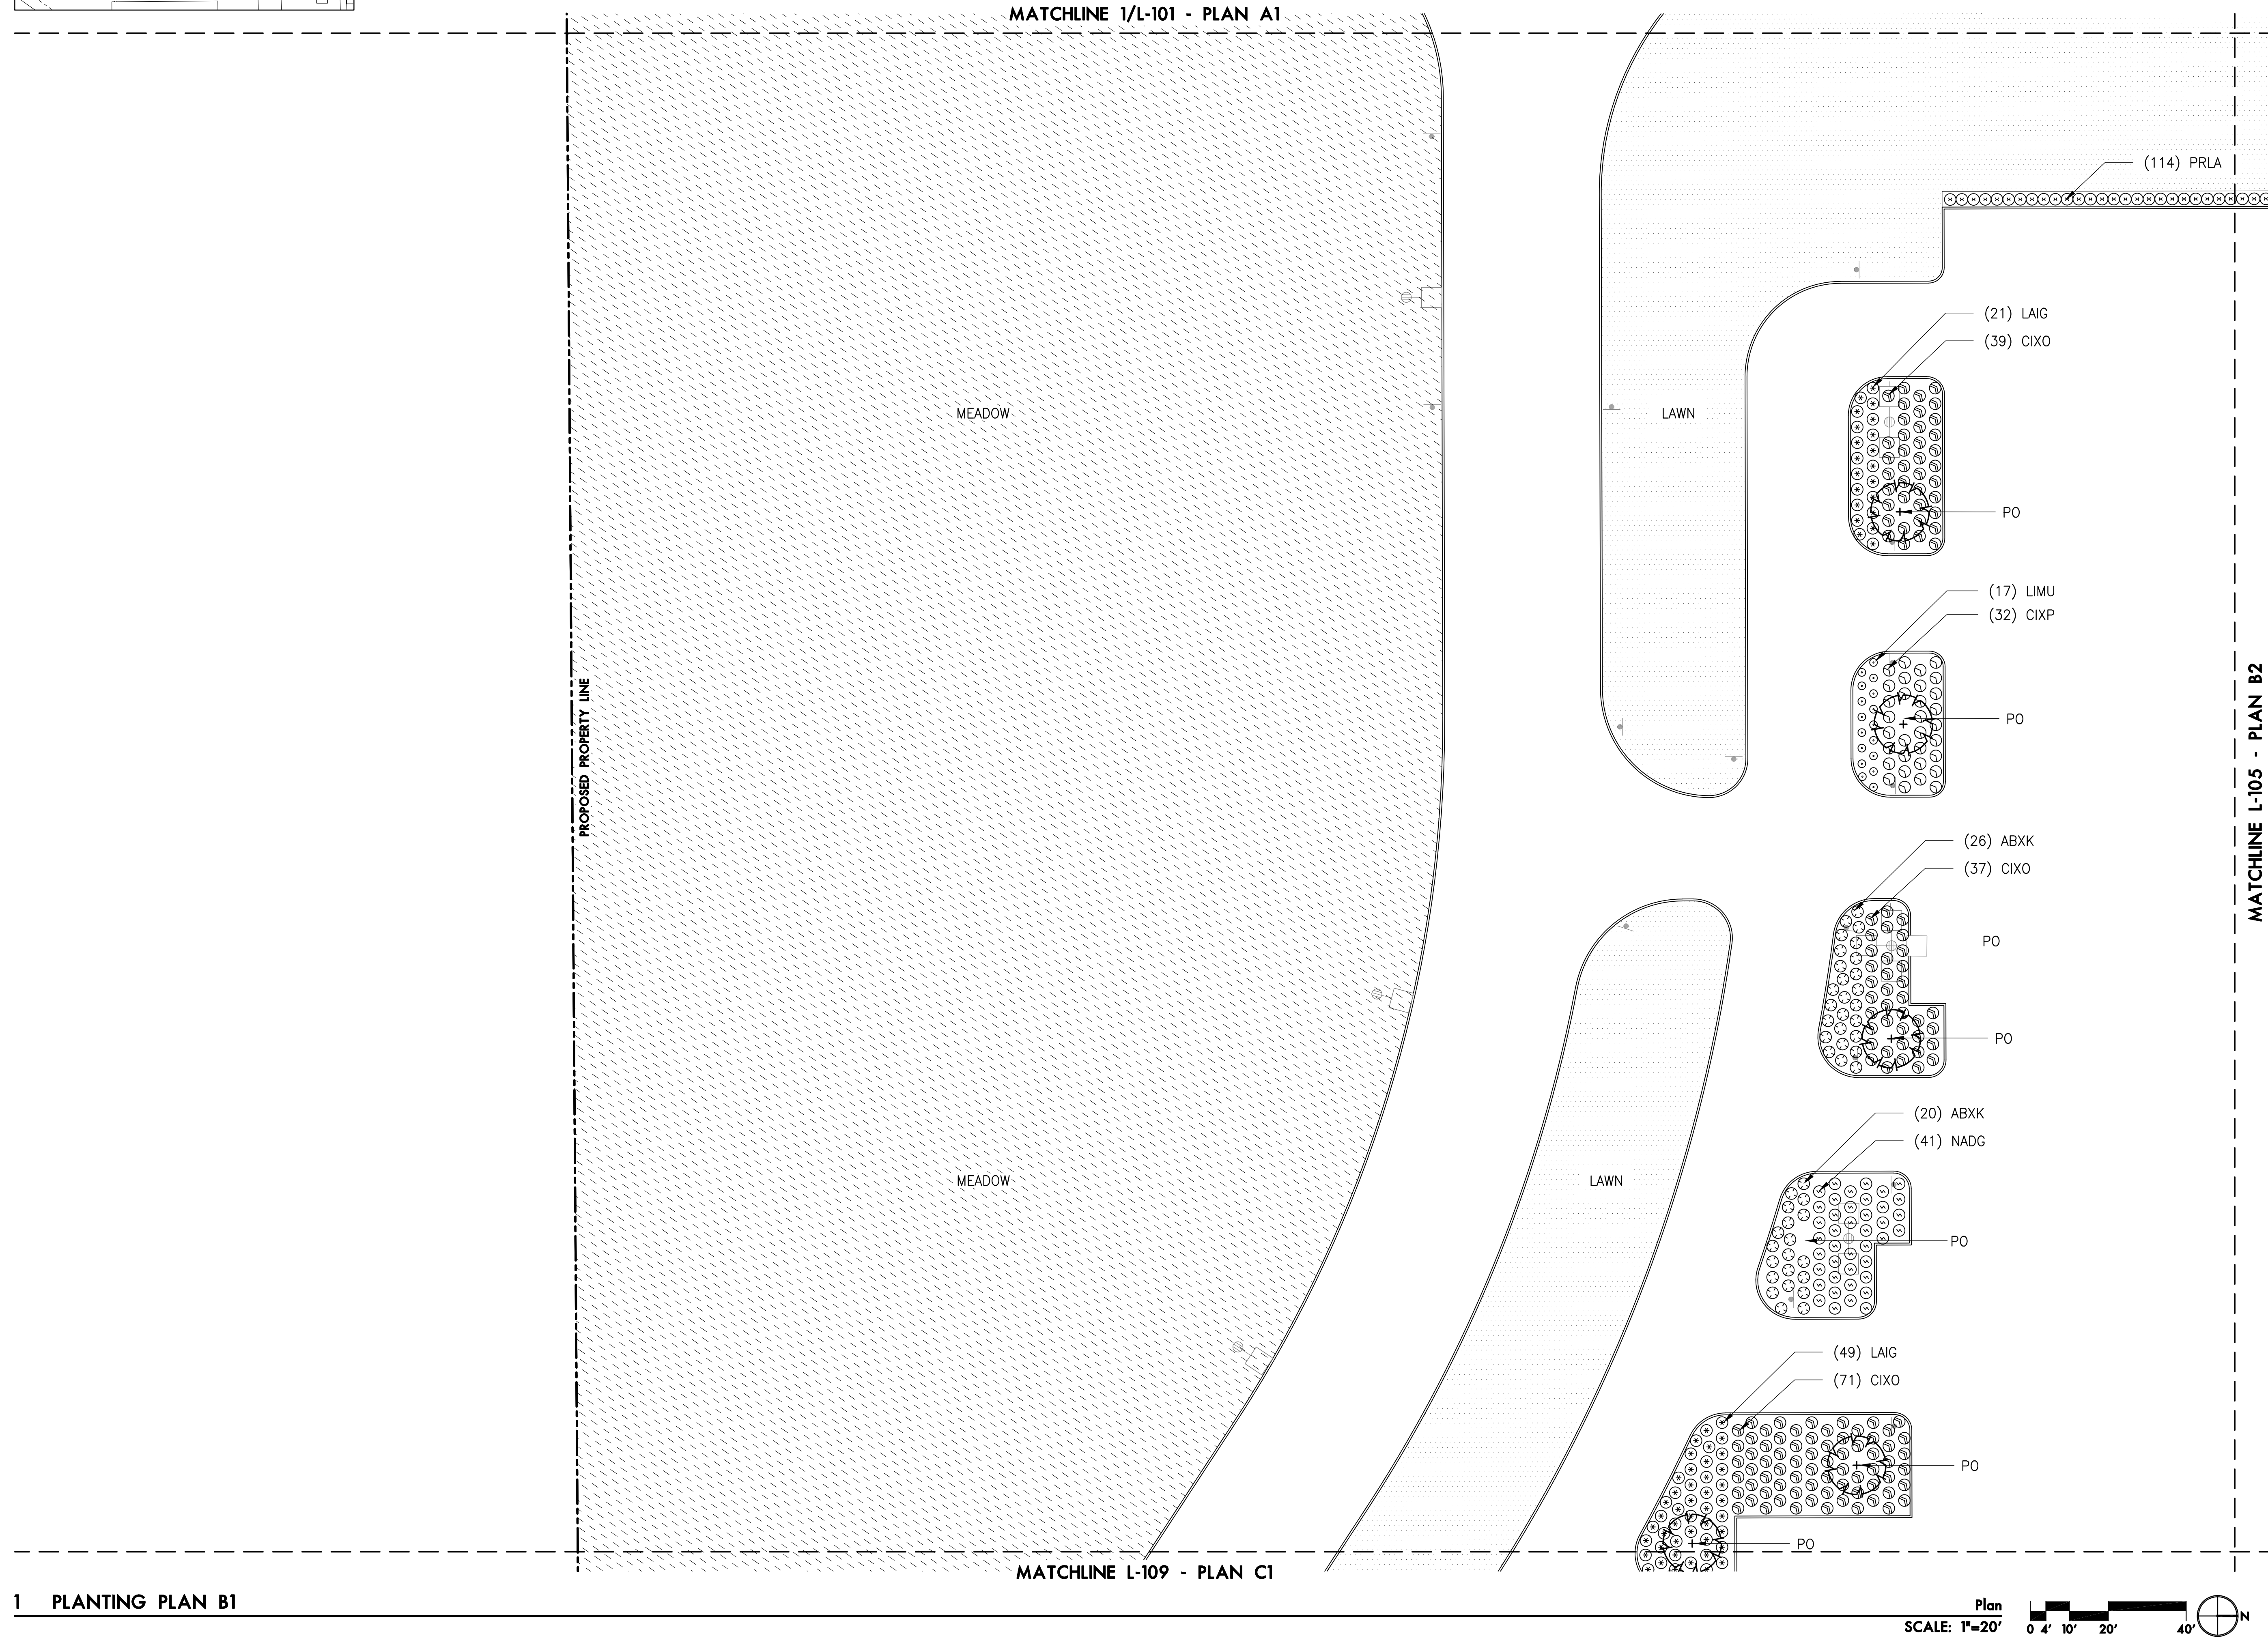 MATCHLINE 1/L-101 - PLAN A1
(114) PRLA
(21) LAIG
(39) CIXO
MEADOW
LAWN
PO
(17) LIMU
(32) CIXP
PROPOSED PROPERTY LINE
MATCHLINE L-105 - PLAN B2
PO
(26) ABXK
(37) CIXO
PO
PO
(20) ABXK
(41) NADG
MEADOW
LAWN
PO
(49) LAIG
(71) CIXO
PO
PO
MATCHLINE L-109 - PLAN C1
1 PLANTING PLAN B1
Plan
SCALE: 1"=20'
0 4' 10' 20' 40'
N